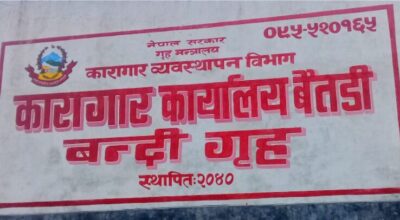 ०९५-५२०१६५
नेपाल सरकार
गृह मन्त्रालय
कारागार व्यवस्थापन विभाग
कारागार कार्यालय बैतडी
बन्दी गृह
स्थापितः२०४०